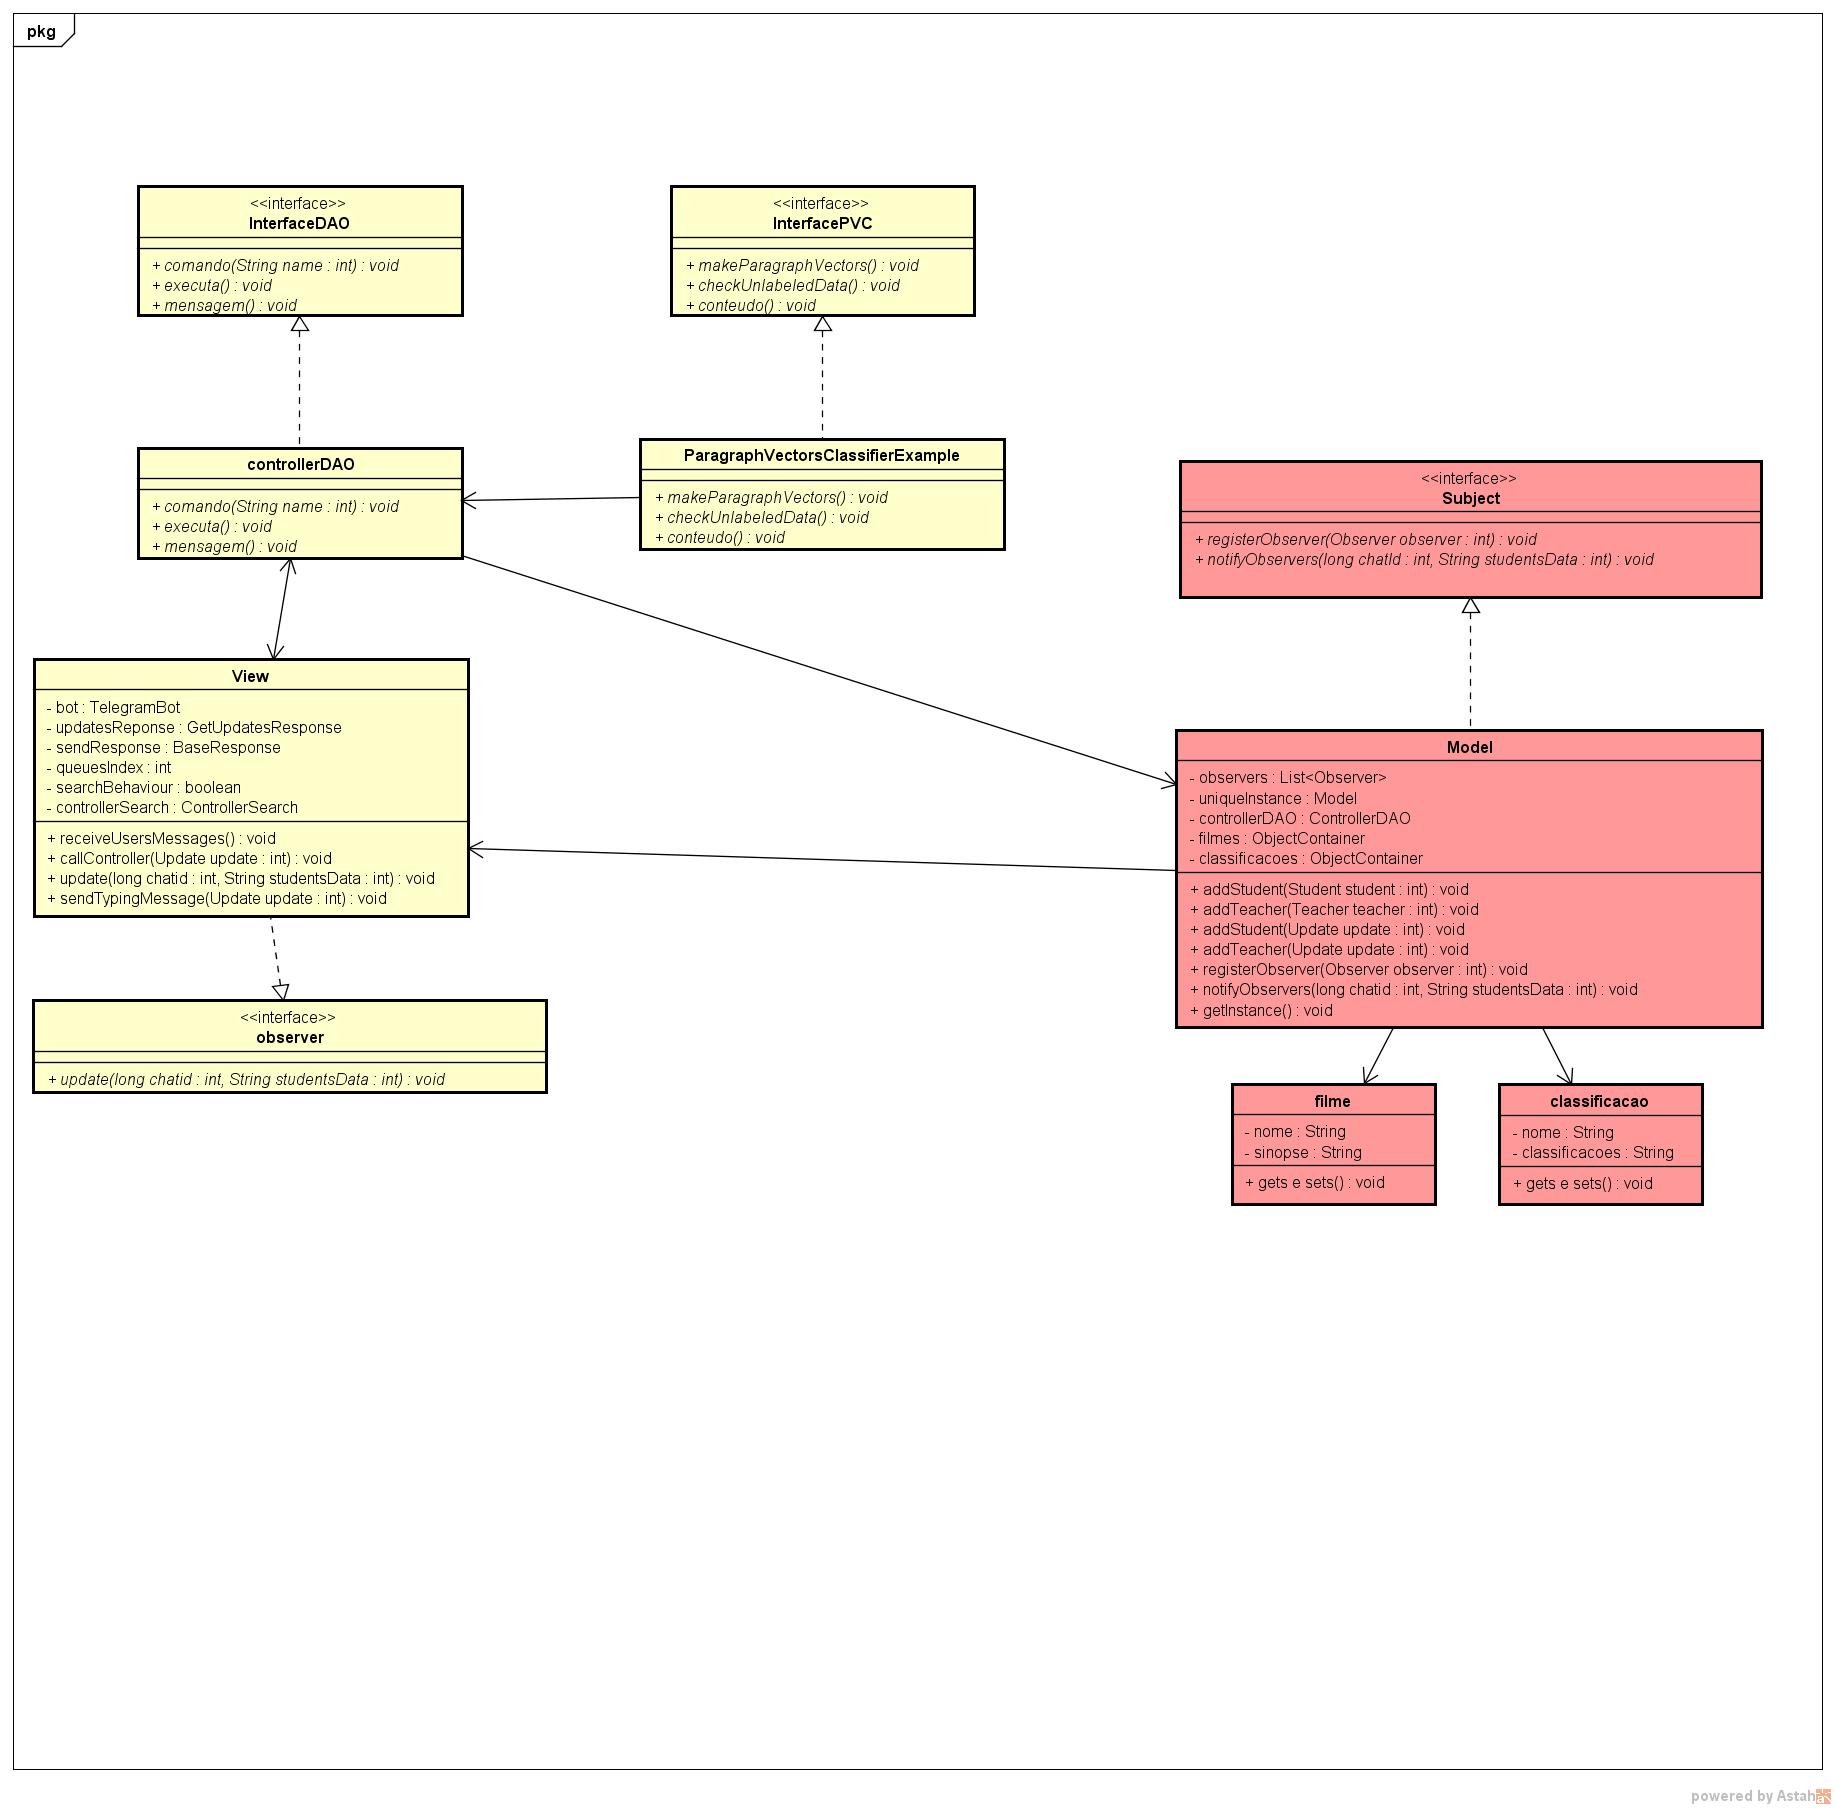 pkg
<<interface>>
InterfaceDAO
+ comando(String name : int) : void
+ executa() : void
+ mensagem() : void
<<interface>>
InterfacePVC
+ makeParagraphVectors() : void
+ checkUnlabeledData() : void
+ conteudo() : void
controllerDAO
+ comando(String name : int) : void
+ executa() : void
+ mensagem() : void
ParagraphVectorsClassifierExample
+ makeParagraphVectors() : void
+ checkUnlabeledData() : void
+ conteudo() : void
<<interface>>
Subject
+ registerObserver(Observer observer : int) : void
+ notifyObservers(long chatId : int, String studentsData : int) : void
View
- bot : TelegramBot
- updatesReponse : GetUpdatesResponse
- sendResponse : BaseResponse
- queuesIndex : int
- searchBehaviour : boolean
- controllerSearch : ControllerSearch
+ receiveUsersMessages() : void
+ callController(Update update : int) : void
+ update(long chatid : int, String studentsData : int) : void
+ sendTypingMessage(Update update : int) : void
Model
- observers : List<Observer>
- uniqueInstance : Model
- controllerDAO : ControllerDAO
- filmes : ObjectContainer
- classificacoes : ObjectContainer
+ addStudent(Student student : int) : void
+ addTeacher(Teacher teacher : int) : void
+ addStudent(Update update : int) : void
+ addTeacher(Update update : int) : void
+ registerObserver(Observer observer : int) : void
+ notifyObservers(long chatid : int, String studentsData : int) : void
+ getInstance() : void
<<interface>>
observer
+ update(long chatid : int, String studentsData : int) : void
filme
- nome : String
- sinopse : String
+ gets e sets() : void
classificacao
- nome : String
- classificacoes : String
+ gets e sets() : void
powered by Astah